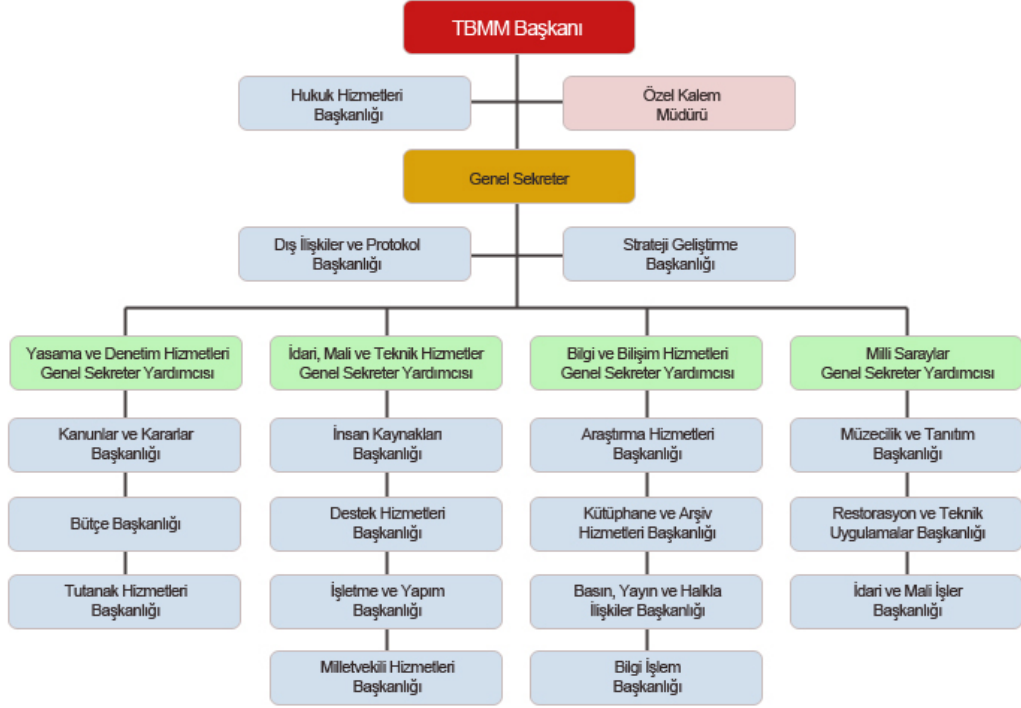 TBMM Başkanı
Hukuk Hizmetleri
Başkanlığı
Özel Kalem
Müdürü
Genel Sekreter
Dış İlişkiler ve Protokol
Başkanlığı
Strateji Geliştirme
Başkanlığı
Yasama ve Denetim Hizmetleri
Genel Sekreter Yardımcısı
İdari, Mali ve Teknik Hizmetler
Genel Sekreter Yardımcısı
Bilgi ve Bilişim Hizmetleri
Genel Sekreter Yardımcısı
Milli Saraylar
Genel Sekreter Yardımcısı
Kanunlar ve Kararlar
Başkanlığı
İnsan Kaynakları
Başkanlığı
Araştırma Hizmetleri
Başkanlığı
Müzecilik ve Tanıtım
Başkanlığı
Bütçe Başkanlığı
Destek Hizmetleri
Başkanlığı
Kütüphane ve Arşiv
Hizmetleri Başkanlığı
Restorasyon ve Teknik
Uygulamalar Başkanlığı
Tutanak Hizmetleri
Başkanlığı
İşletme ve Yapım
Başkanlığı
Basın, Yayın ve Halkla
İlişkiler Başkanlığı
İdari ve Mali İşler
Başkanlığı
Milletvekili Hizmetleri
Başkanlığı
Bilgi İşlem
Başkanlığı